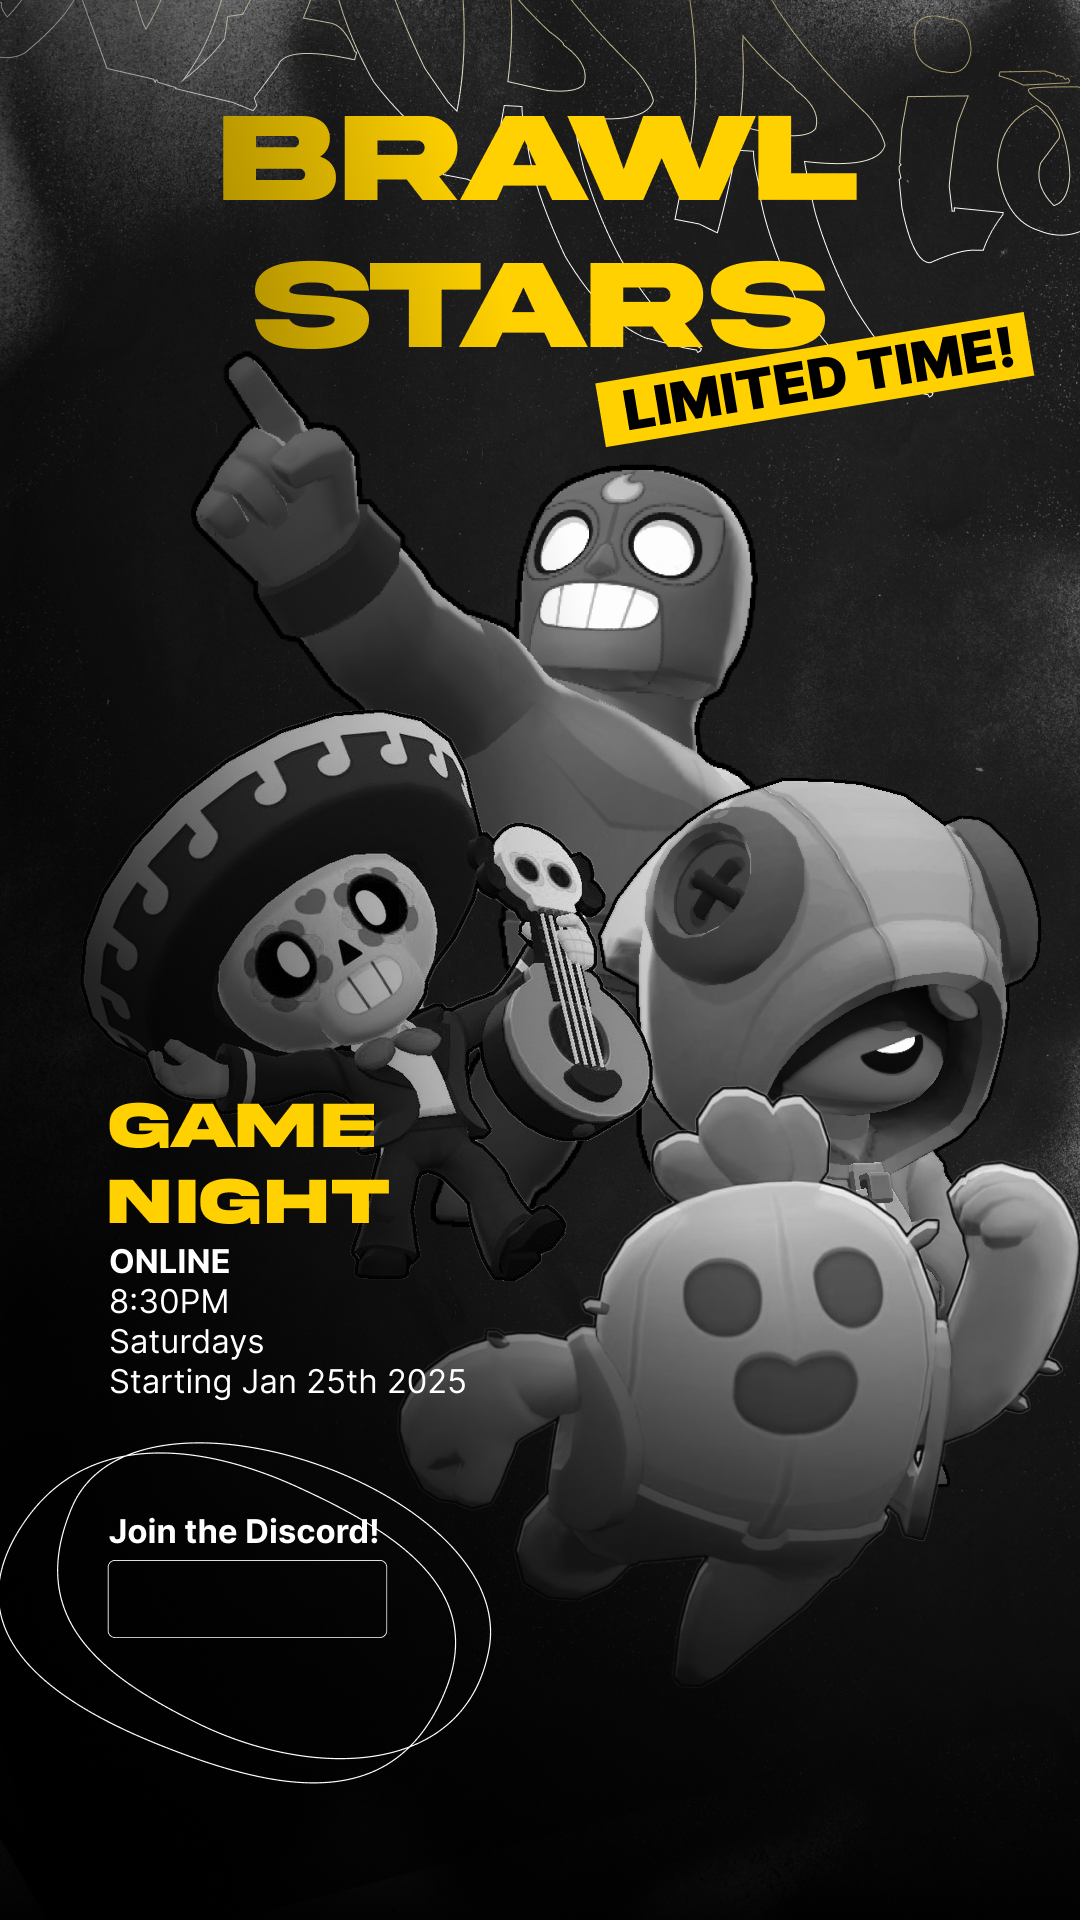 BRAWL
STARS
LIMITED TIME!
GAME
NIGHT
ONLINE
8:30PM
Saturdays
Starting Jan 25th 2025
Join the Discord!